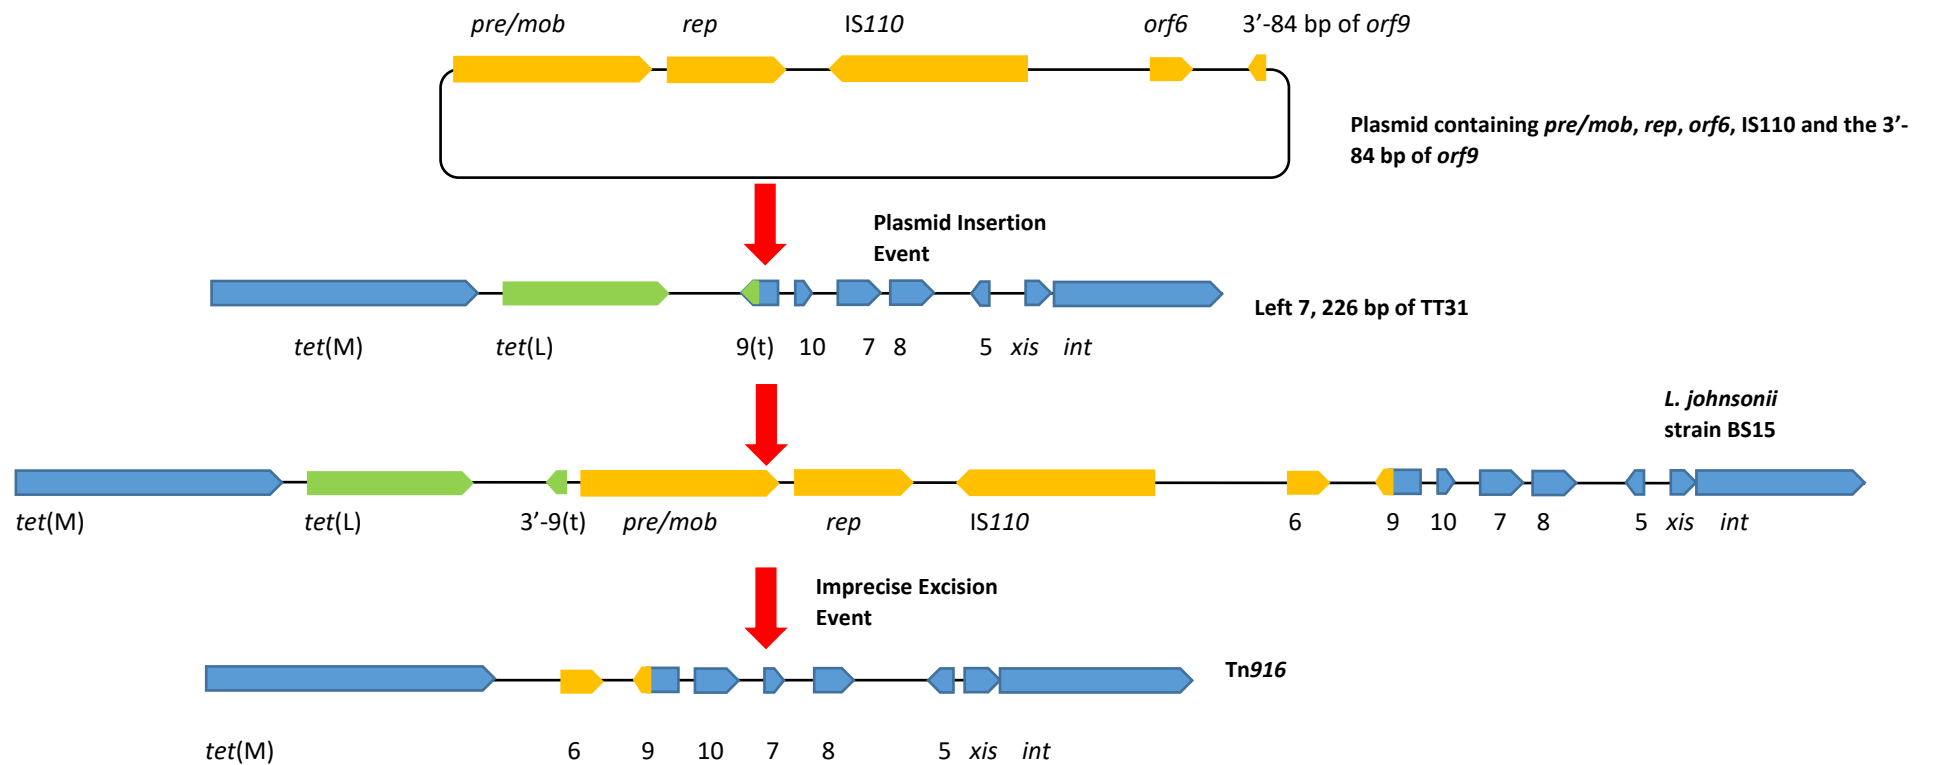 pre/mob rep IS110 orf6 3’-84 bp of orf9
Plasmid containing pre/mob, rep, orf6, IS110 and the 3’-
84 bp of orf9
Plasmid Insertion
Event
Left 7, 226 bp of TT31
tet(M) tet(L) 9(t) 10 7 8 5 xis int
L. johnsonii
strain BS15
tet(M) tet(L) 3’-9(t) pre/mob rep IS110 6 9 10 7 8 5 xis int
Imprecise Excision
Event
Tn916
tet(M) 6 9 10 7 8 5 xis int